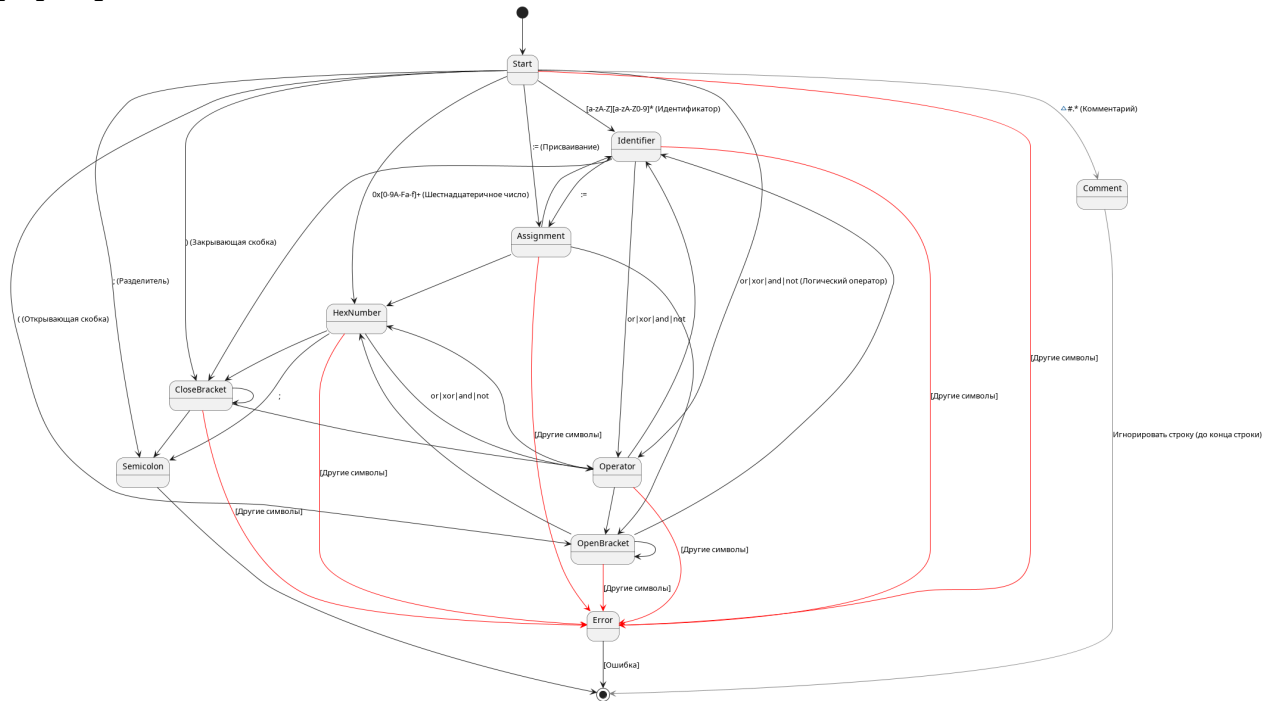 Start
[a-zA-Z][a-zA-Z0-9]* (Идентификатор)
#.* (Комментарий)
Identifier
:= (Присваивание)
Comment
0x[0-9A-Fa-f]+ (Шестнадцатеричное число)
:=
Assignment
) (Закрывающая скобка)
; (Разделитель)
or|xor|and|not (Логический оператор)
HexNumber
( (Открывающая скобка)
or|xor|and|not
[Другие символы]
CloseBracket
;
or|xor|and|not
[Другие символы]
[Другие символы]
Игнорировать строку (до конца строки)
Semicolon
Operator
[Другие символы]
[Другие символы]
OpenBracket
[Другие символы]
[Другие символы]
Error
[Ошибка]